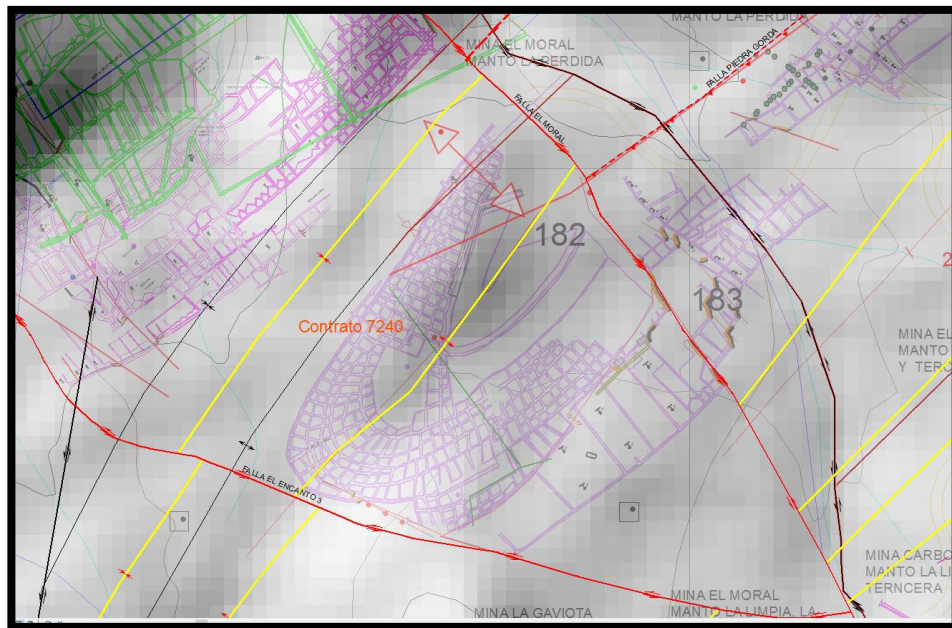 MANTO LA PERDIDA
MINA EL MORAL
MANTO LA PERDIDA
FALLA PIEDRA GORDA
FALLA EL MORAL
182
183
2
Contrato 7240
MINA EL
MANTO
Y TERC
FALLA EL ENCANTO 3
MINA CARBO
MANTO LA LI
TERNCERA
MINA EL MORAL
MANTO LA LIMPIA, LA
MINA LA GAVIOTA